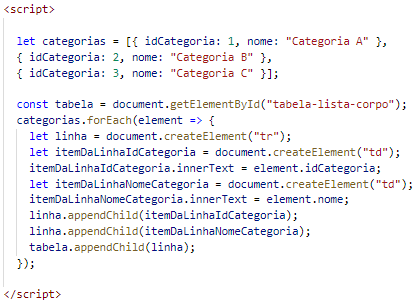 <script>
let categorias = [{ idCategoria: 1, nome: "Categoria A" },
{ idCategoria: 2, nome: "Categoria B" },
{ idCategoria: 3, nome: "Categoria C" }];
const tabela = document.getElementById("tabela-lista-corpo");
categorias.forEach(element => {
let linha = document.createElement("tr");
let itemDaLinhaIdCategoria = document.createElement("td");
itemDaLinhaIdCategoria.innerText = element.idCategoria;
let itemDaLinhaNomeCategoria = document.createElement("td");
itemDaLinhaNomeCategoria.innerText = element.nome;
linha.appendChild(itemDaLinhaIdCategoria);
linha.appendChild(itemDaLinhaNomeCategoria);
tabela.appendChild(linha);
});
</script>